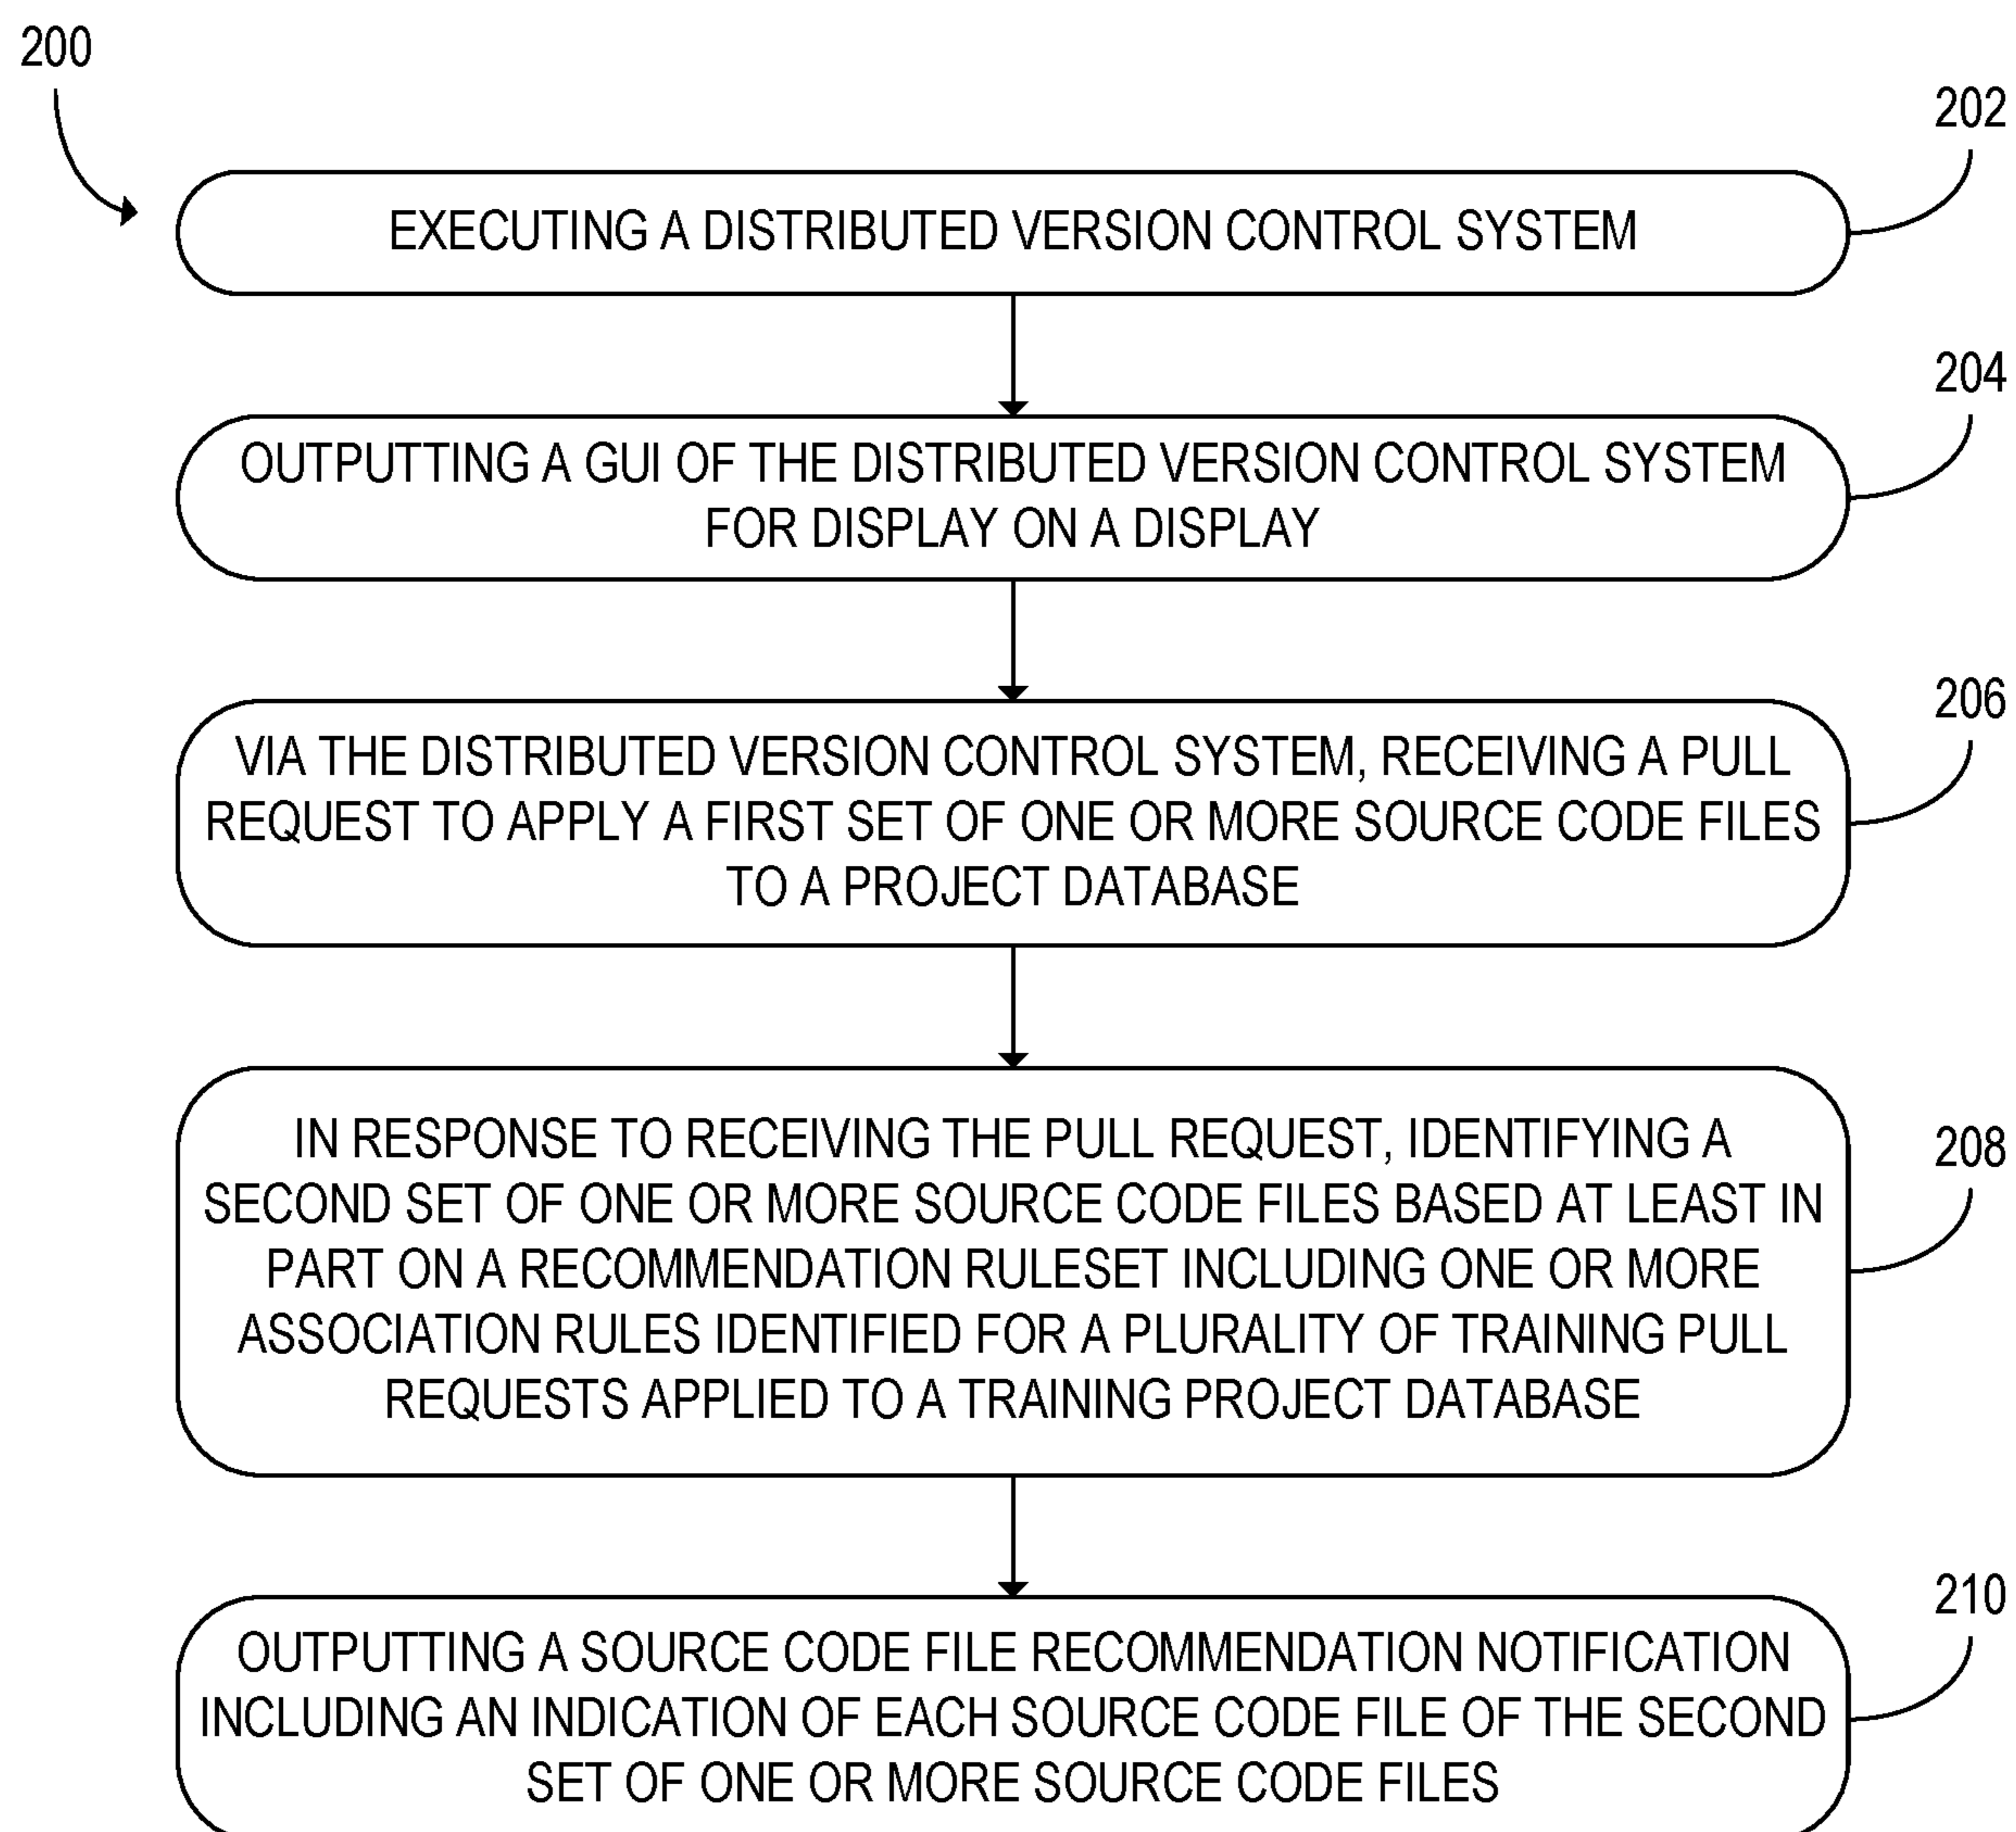 200
202
EXECUTING A DISTRIBUTED VERSION CONTROL SYSTEM
204
OUTPUTTING A GUI OF THE DISTRIBUTED VERSION CONTROL SYSTEM
FOR DISPLAY ON A DISPLAY
206
VIA THE DISTRIBUTED VERSION CONTROL SYSTEM, RECEIVING A PULL
REQUEST TO APPLY A FIRST SET OF ONE OR MORE SOURCE CODE FILES
TO A PROJECT DATABASE
208
IN RESPONSE TO RECEIVING THE PULL REQUEST, IDENTIFYING A
SECOND SET OF ONE OR MORE SOURCE CODE FILES BASED AT LEAST IN
PART ON A RECOMMENDATION RULESET INCLUDING ONE OR MORE
ASSOCIATION RULES IDENTIFIED FOR A PLURALITY OF TRAINING PULL
REQUESTS APPLIED TO A TRAINING PROJECT DATABASE
210
OUTPUTTING A SOURCE CODE FILE RECOMMENDATION NOTIFICATION
INCLUDING AN INDICATION OF EACH SOURCE CODE FILE OF THE SECOND
SET OF ONE OR MORE SOURCE CODE FILES